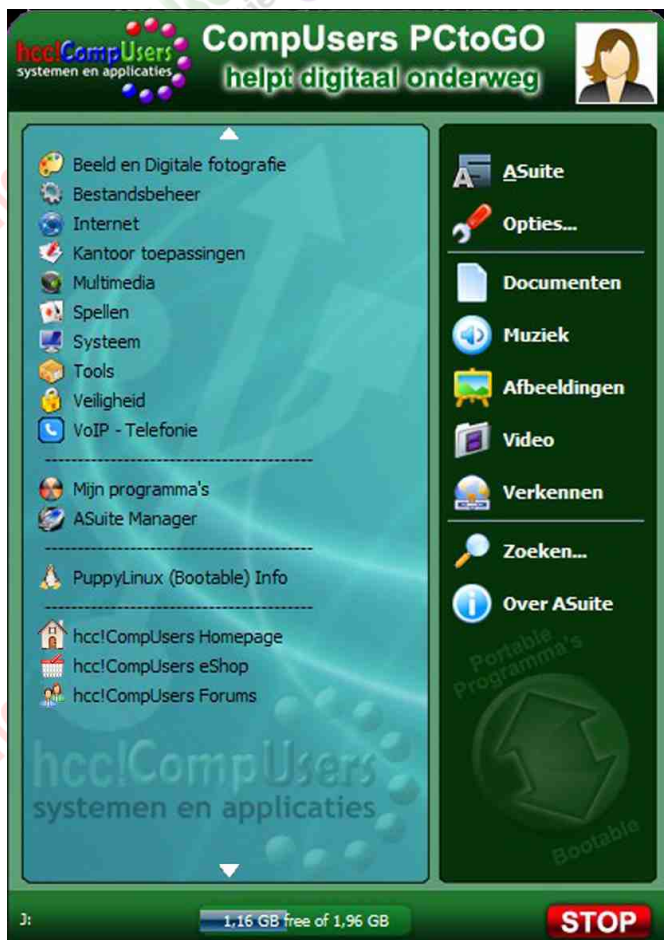 hcc!CompUsers
systemen en applicaties
CompUsers PCtoGO
helpt digitaal onderweg
Beeld en Digitale fotografie
Bestandsbeheer
Internet
Kantoor toepassingen
Multimedia
Spellen
Systeem
Tools
Veiligheid
VoIP - Telefonie
Mijn programma's
ASuite Manager
PuppyLinux (Bootable) Info
hcc!CompUsers Homepage
hcc!CompUsers eShop
hcc!CompUsers Forums
hcc!CompUsers
systemen en applicaties
ASuite
Opties...
Documenten
Muziek
Afbeeldingen
Video
Verkennen
Zoeken...
Over ASuite
Portable
Programma's
Bootable
J:
1,16 GB free of 1,96 GB
STOP